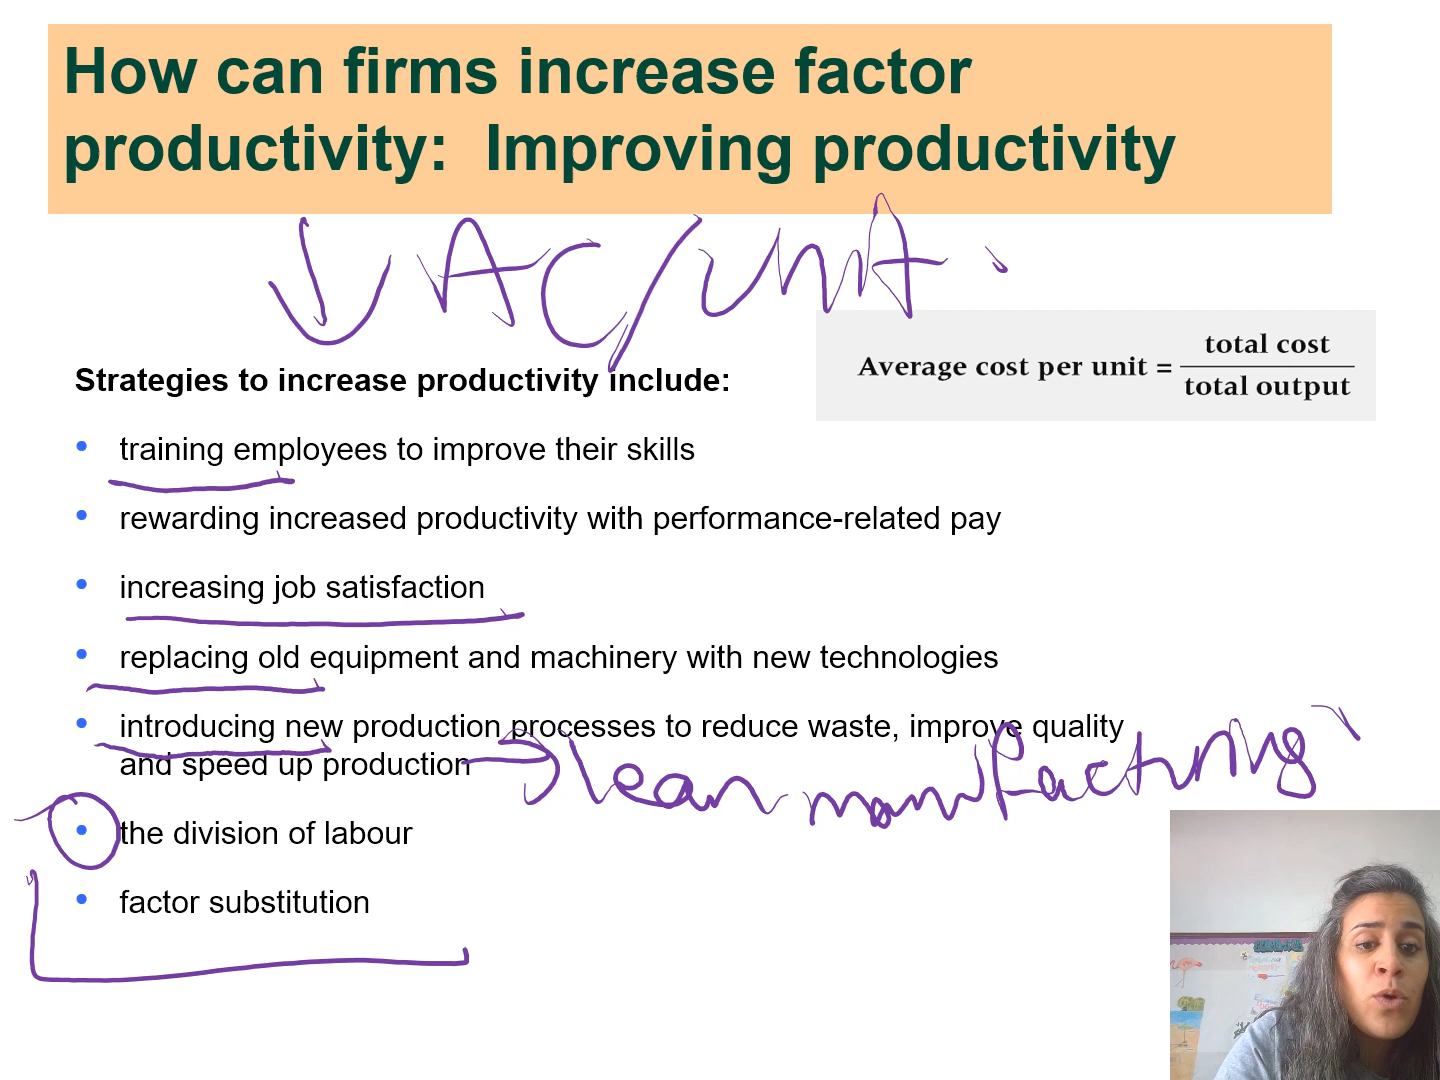 How can firms increase factor
productivity: Improving productivity
↓ AC/unit
Average cost per unit = total cost / total output
Strategies to increase productivity include:
• training employees to improve their skills
• rewarding increased productivity with performance-related pay
• increasing job satisfaction
• replacing old equipment and machinery with new technologies
• introducing new production processes to reduce waste, improve quality
and speed up production → lean manufacturing
• the division of labour
• factor substitution